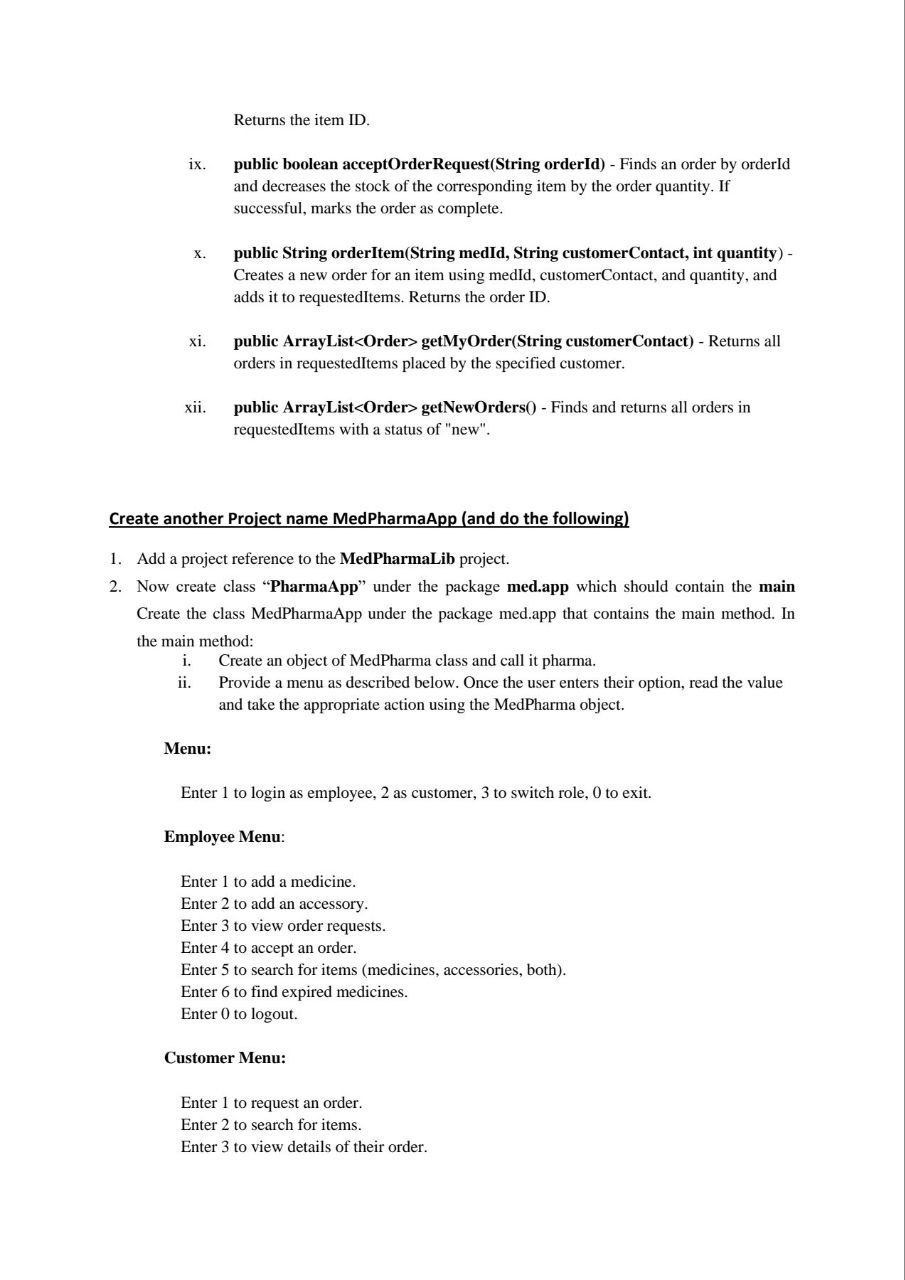 Returns the item ID.
ix. public boolean acceptOrderRequest(String orderId) - Finds an order by orderId
and decreases the stock of the corresponding item by the order quantity. If
successful, marks the order as complete.
x. public String orderItem(String medId, String customerContact, int quantity) -
Creates a new order for an item using medId, customerContact, and quantity, and
adds it to requestedItems. Returns the order ID.
xi. public ArrayList<Order> getMyOrder(String customerContact) - Returns all
orders in requestedItems placed by the specified customer.
xii. public ArrayList<Order> getNewOrders() - Finds and returns all orders in
requestedItems with a status of "new".
Create another Project name MedPharmaApp (and do the following)
1. Add a project reference to the MedPharmaLib project.
2. Now create class “PharmaApp” under the package med.app which should contain the main
Create the class MedPharmaApp under the package med.app that contains the main method. In
the main method:
i. Create an object of MedPharma class and call it pharma.
ii. Provide a menu as described below. Once the user enters their option, read the value
and take the appropriate action using the MedPharma object.
Menu:
Enter 1 to login as employee, 2 as customer, 3 to switch role, 0 to exit.
Employee Menu:
Enter 1 to add a medicine.
Enter 2 to add an accessory.
Enter 3 to view order requests.
Enter 4 to accept an order.
Enter 5 to search for items (medicines, accessories, both).
Enter 6 to find expired medicines.
Enter 0 to logout.
Customer Menu:
Enter 1 to request an order.
Enter 2 to search for items.
Enter 3 to view details of their order.